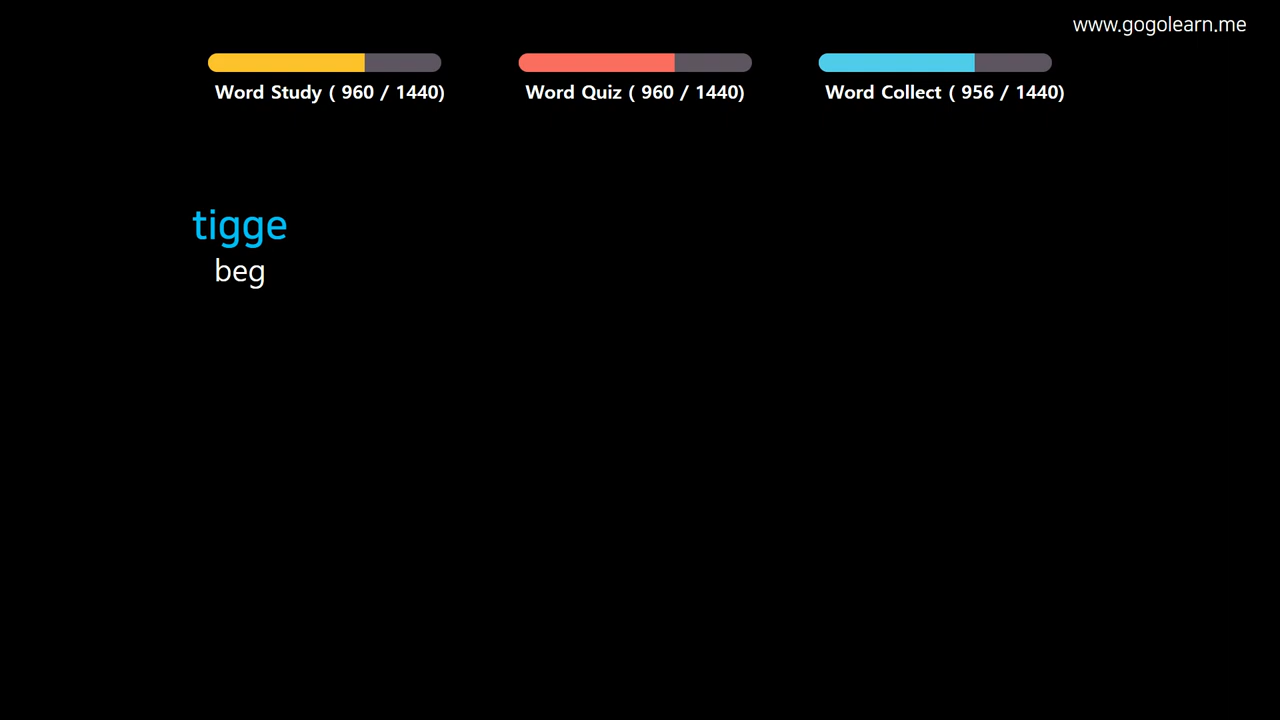 www.gogolearn.me
Word Study ( 960 / 1440)
Word Quiz ( 960 / 1440)
Word Collect ( 956 / 1440)
tigge
beg